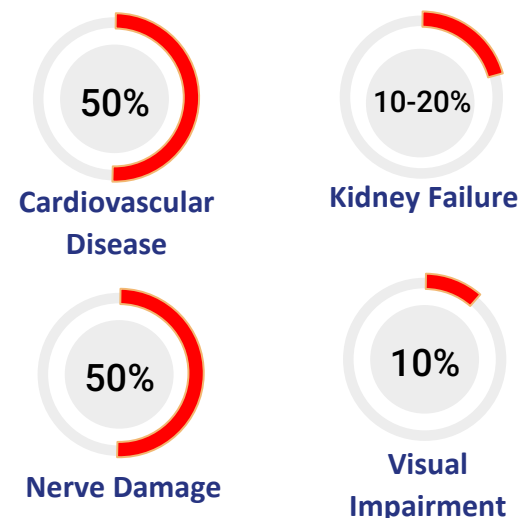 50%
Cardiovascular
Disease
10-20%
Kidney Failure
50%
Nerve Damage
10%
Visual
Impairment